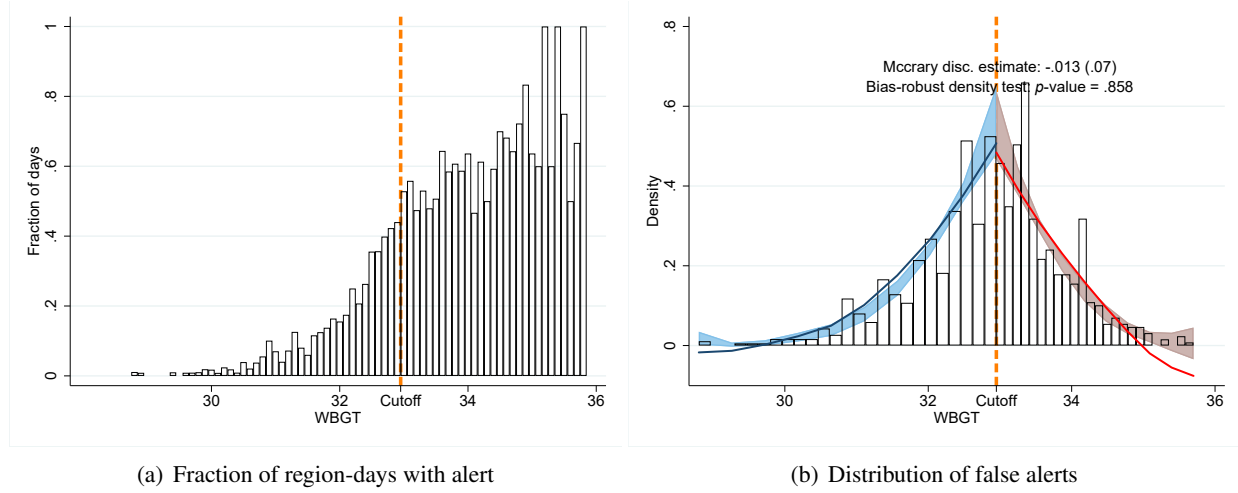 Fraction of days
1
.8
.6
.4
.2
0
30
32
Cutoff
34
36
WBGT
(a) Fraction of region-days with alert
Mccrary disc. estimate: -.013 (.07)
Bias-robust density test: p-value = .858
Density
.8
.6
.4
.2
0
30
32
Cutoff
34
36
WBGT
(b) Distribution of false alerts